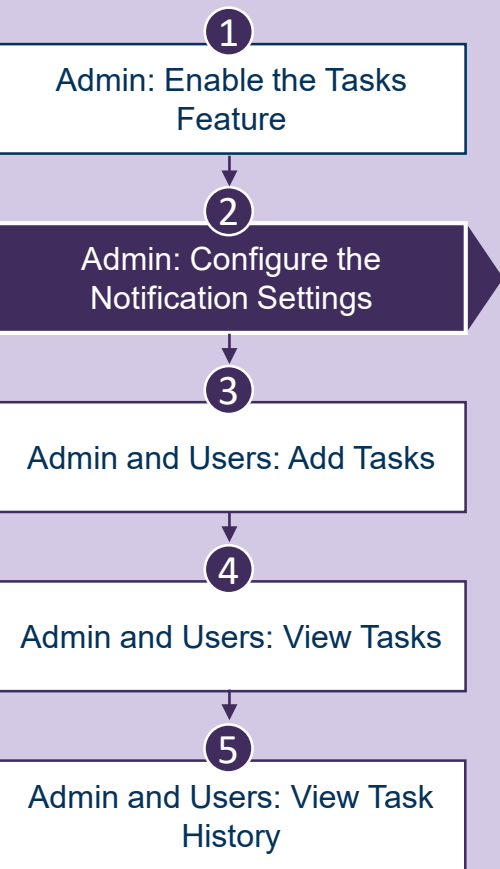 1
Admin: Enable the Tasks
Feature
2
Admin: Configure the
Notification Settings
3
Admin and Users: Add Tasks
4
Admin and Users: View Tasks
5
Admin and Users: View Task
History